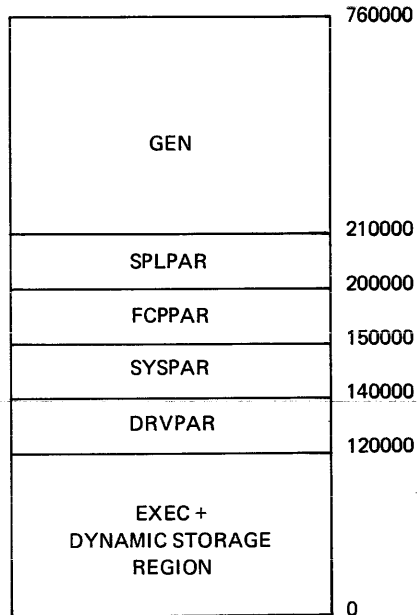 760000
GEN
210000
SPLPAR
200000
FCPPAR
150000
SYSPAR
140000
DRVPAR
120000
EXEC +
DYNAMIC STORAGE
REGION
0